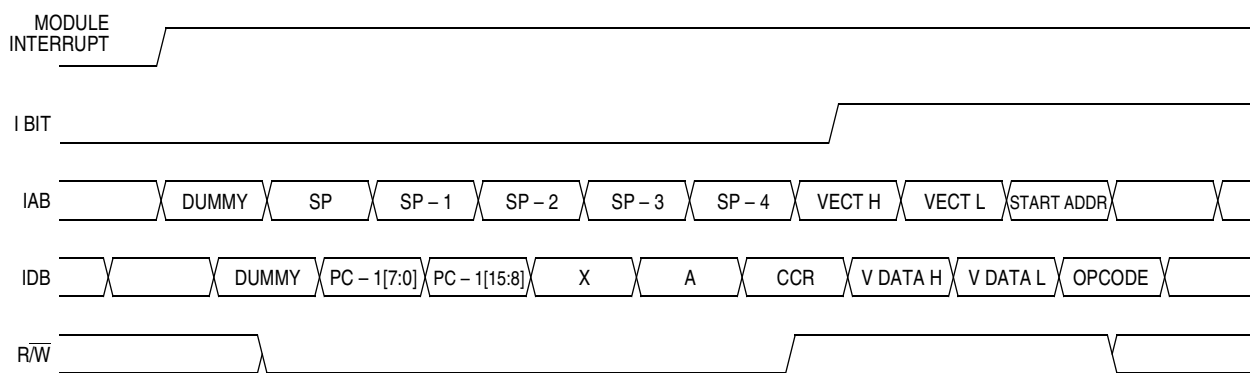 MODULE
INTERRUPT
I BIT
IAB DUMMY SP SP – 1 SP – 2 SP – 3 SP – 4 VECT H VECT L START ADDR
IDB DUMMY PC – 1[7:0] PC – 1[15:8] X A CCR V DATA H V DATA L OPCODE
R/W